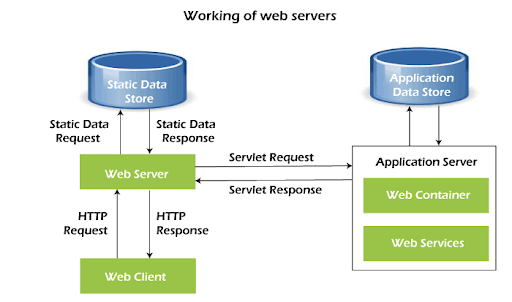 Working of web servers
Static Data
Store
Application
Data Store
Static Data
Request
Static Data
Response
Servlet Request
Application Server
Web Server
Servlet Response
Web Container
HTTP
Request
HTTP
Response
Web Services
Web Client